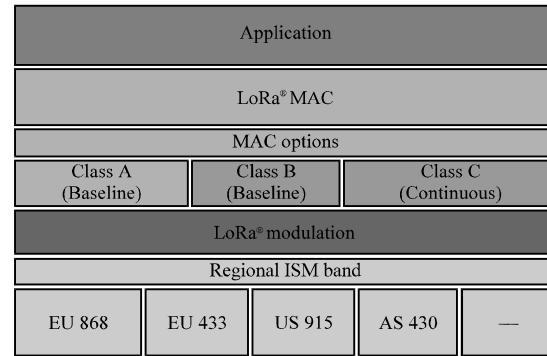 Application
LoRa® MAC
MAC options
Class A
(Baseline)
Class B
(Baseline)
Class C
(Continuous)
LoRa® modulation
Regional ISM band
EU 868
EU 433
US 915
AS 430
—